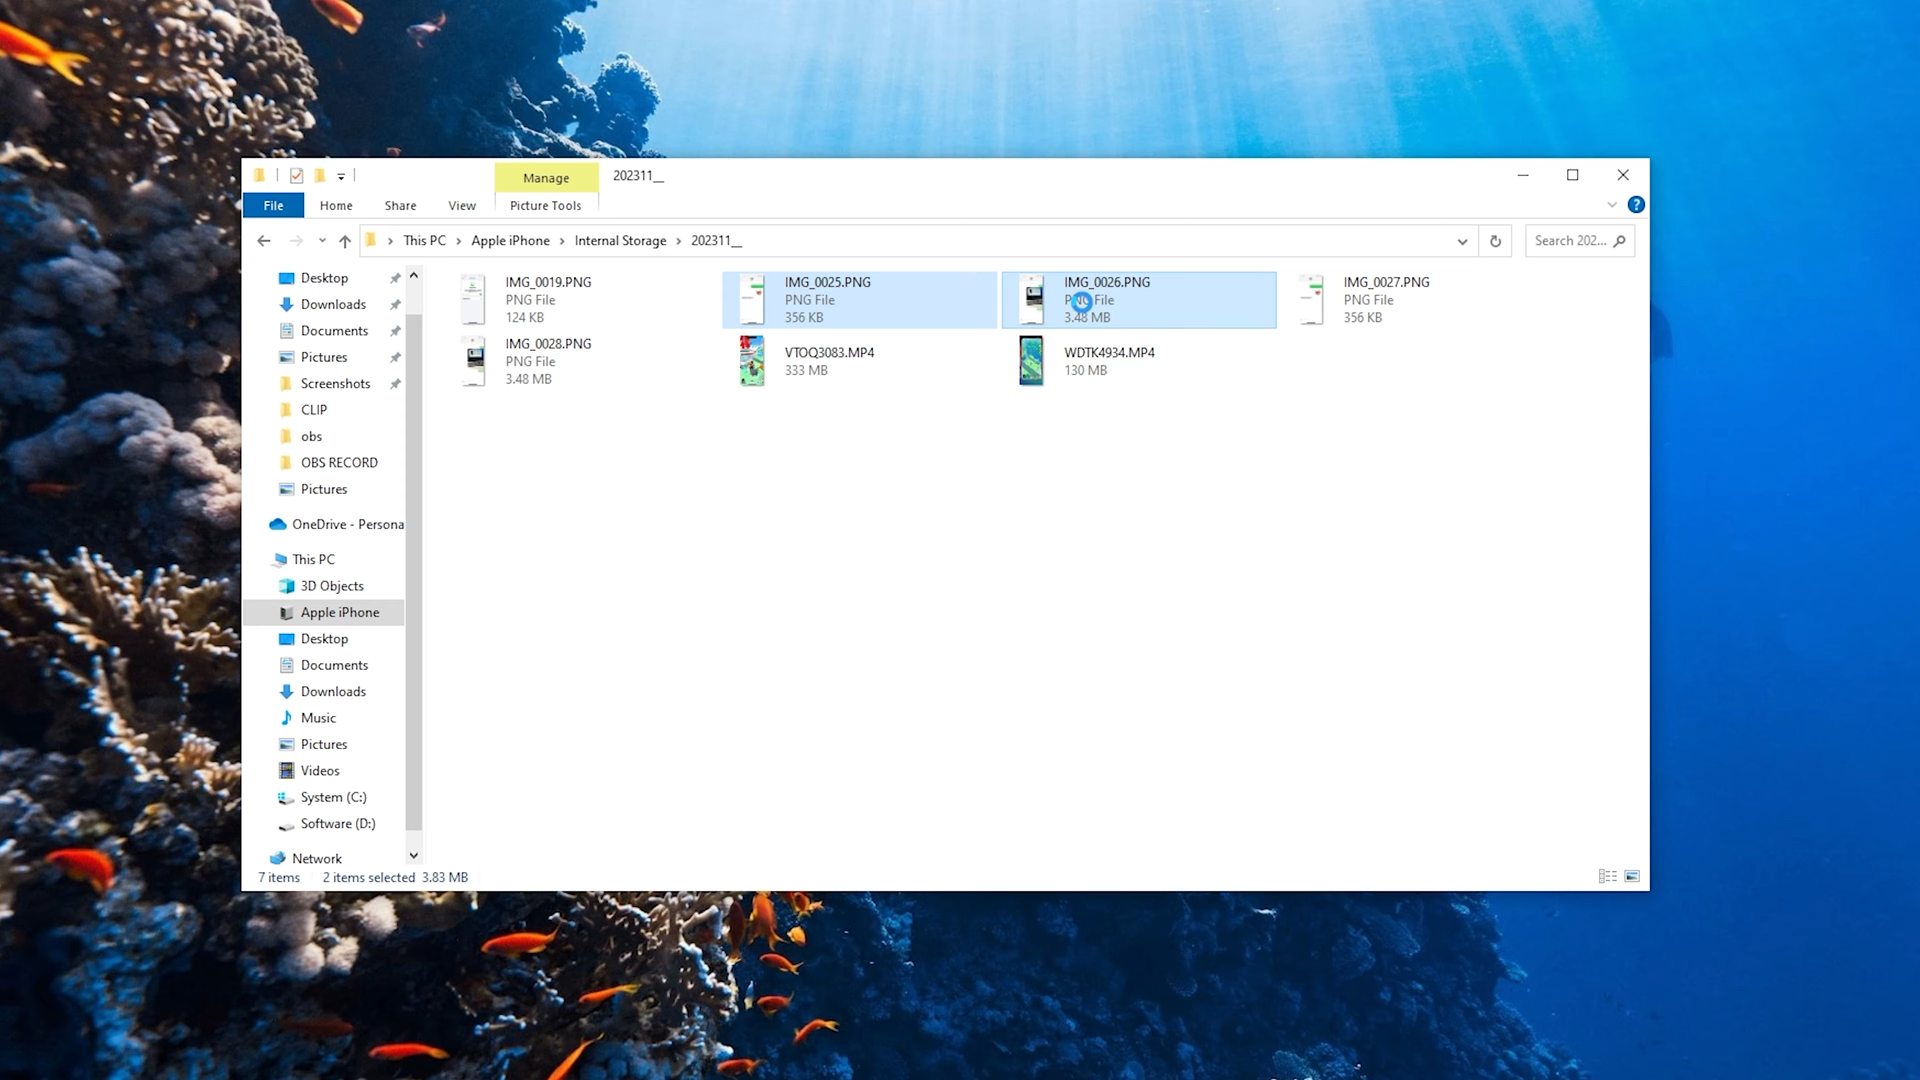 Manage
202311__
File
Home
Share
View
Picture Tools
?
This PC
Apple iPhone
Internal Storage
202311__
Search 202...
Desktop
Downloads
Documents
Pictures
Screenshots
CLIP
obs
OBS RECORD
Pictures
OneDrive - Persona
This PC
3D Objects
Apple iPhone
Desktop
Documents
Downloads
Music
Pictures
Videos
System (C:)
Software (D:)
Network
IMG_0019.PNG
PNG File
124 KB
IMG_0025.PNG
PNG File
356 KB
IMG_0026.PNG
PNG File
3.48 MB
IMG_0027.PNG
PNG File
356 KB
IMG_0028.PNG
PNG File
3.48 MB
VTOQ3083.MP4
333 MB
WDTK4934.MP4
130 MB
7 items
2 items selected 3.83 MB